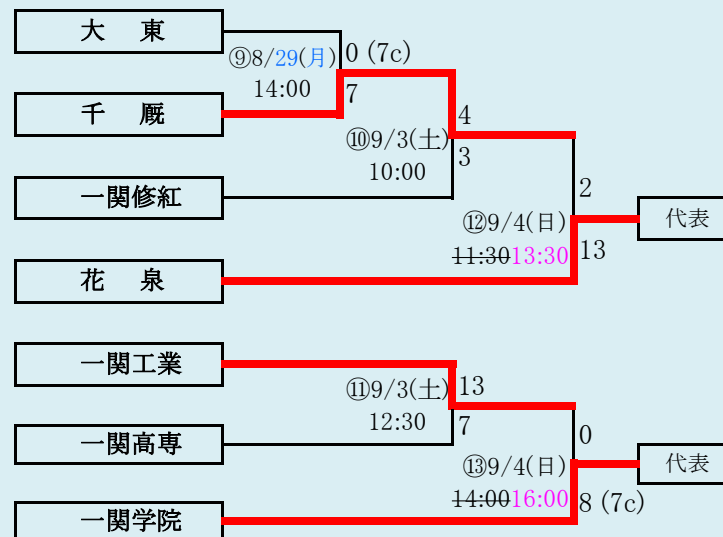 大　東
⑨8/29(月)
0 (7c)
14:00
7
千　厩
4
⑩9/3(土)
3
10:00
一関修紅
2
代表
⑫9/4(日)
11:30 13:30
13
花　泉
一関工業
⑪9/3(土)
13
12:30
7
一関高専
0
代表
⑬9/4(日)
14:00 16:00
8 (7c)
一関学院